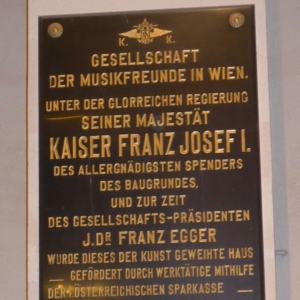 K. K.
GESELLSCHAFT
DER MUSIKFREUNDE IN WIEN.
UNTER DER GLORREICHEN REGIERUNG
SEINER MAJESTÄT
KAISER FRANZ JOSEF I.
DES ALLERGNÄDIGSTEN SPENDERS
DES BAUGRUNDES,
UND ZUR ZEIT
DES GESELLSCHAFTS-PRÄSIDENTEN
J.DR FRANZ EGGER
WURDE DIESES DER KUNST GEWEIHTE HAUS
GEFÖRDERT DURCH WERKTÄTIGE MITHILFE
DER I. ÖSTERREICHISCHEN SPARKASSE